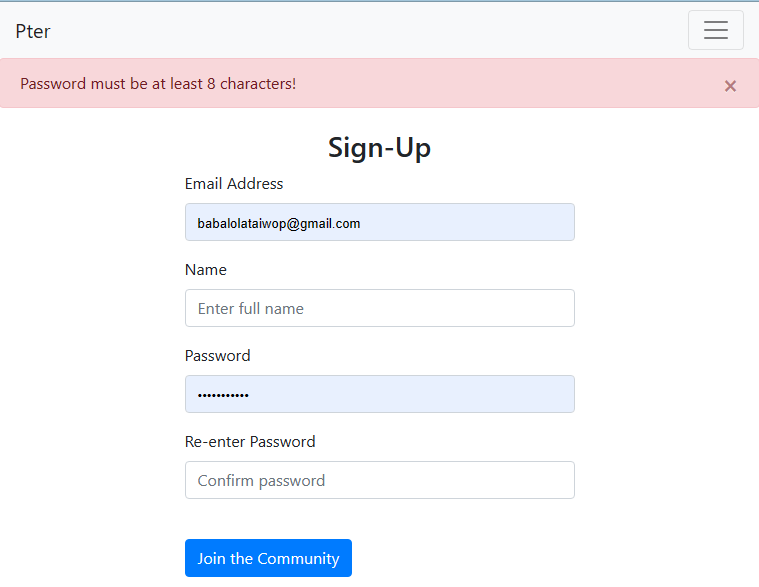 Pter
Password must be at least 8 characters! ×
Sign-Up
Email Address
babalolataiwop@gmail.com
Name
Enter full name
Password
•••••••••••
Re-enter Password
Confirm password
Join the Community